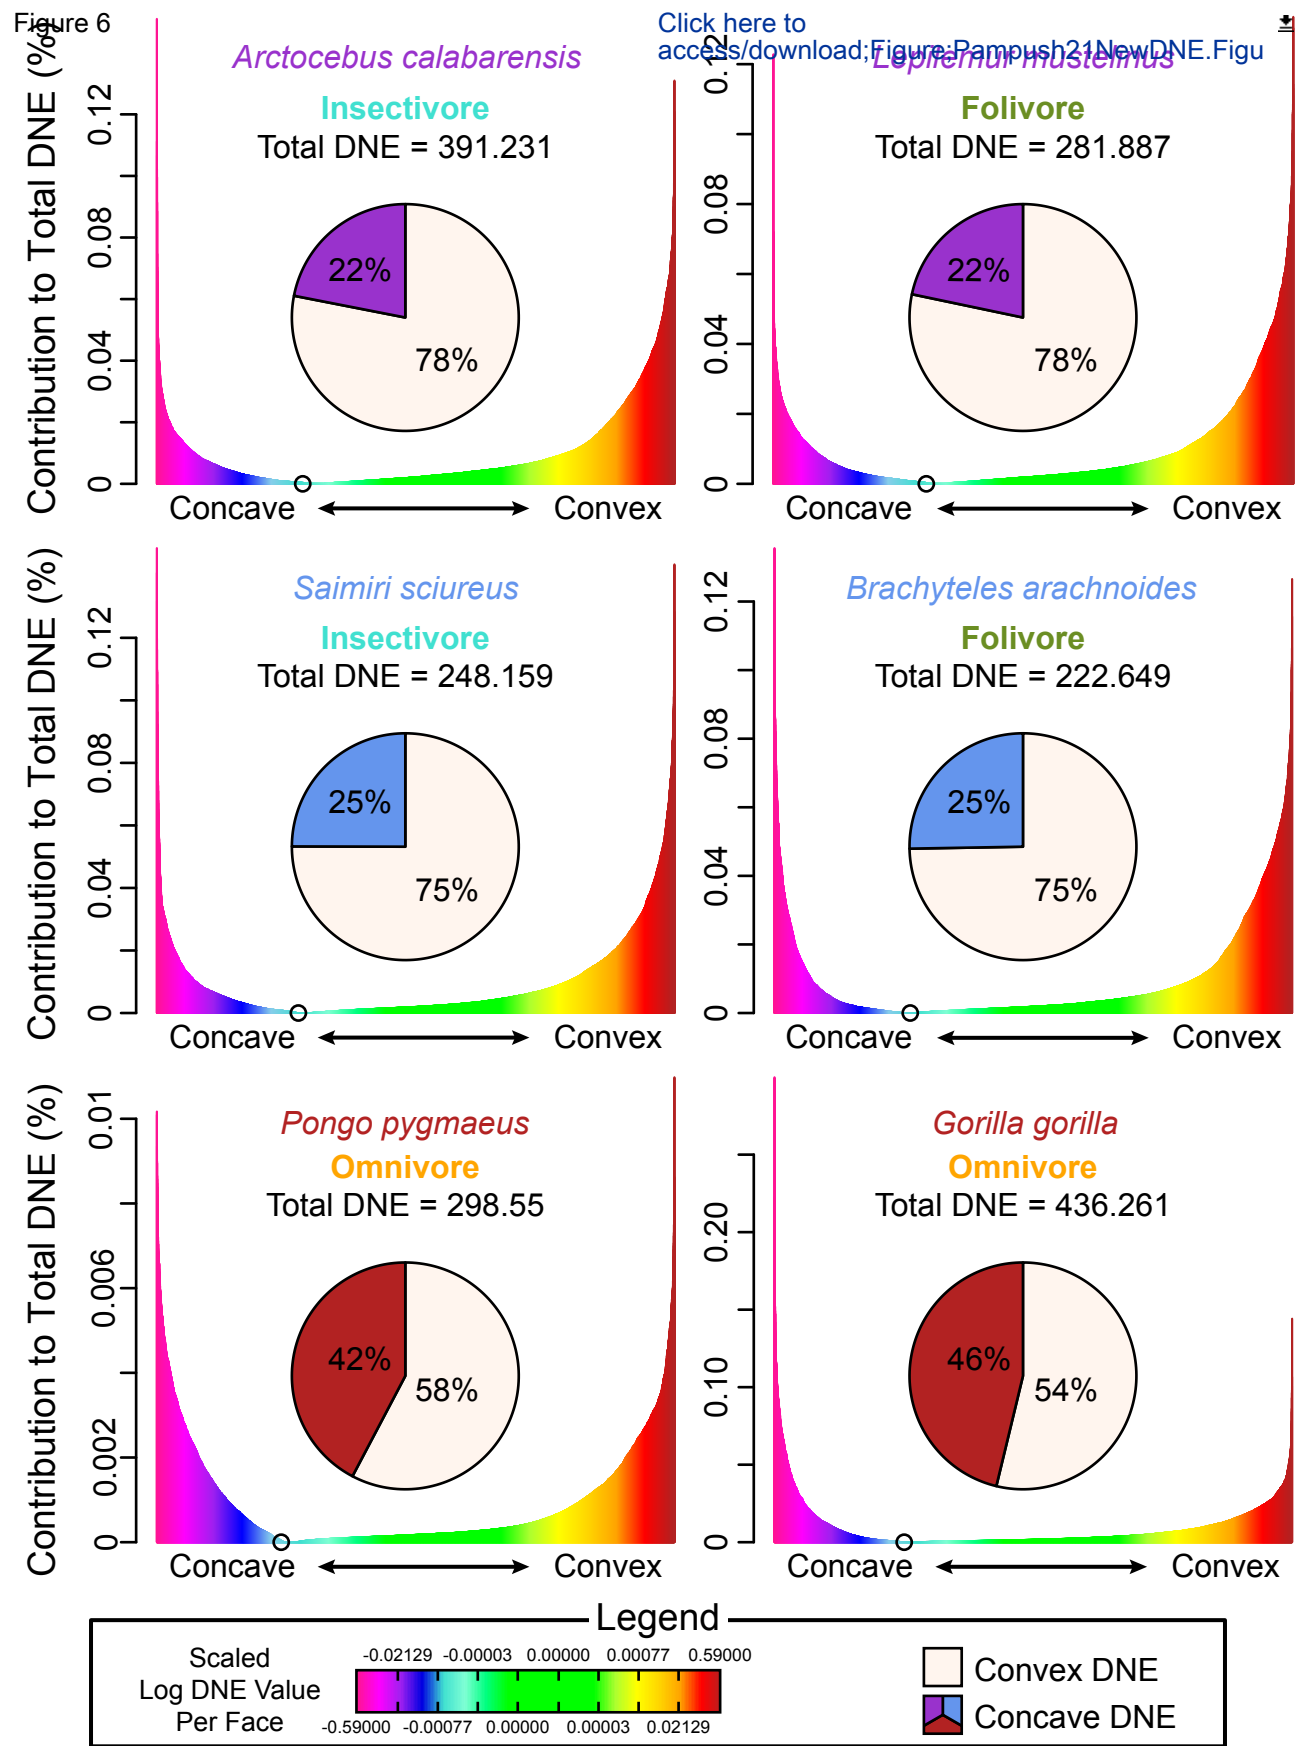 Figure 6
Click here to
access/download;Figure;Pampush21NewDNE.Figu
Contribution to Total DNE (%)
0 0.04 0.08 0.12
Arctocebus calabarensis
Insectivore
Total DNE = 391.231
22%
78%
Concave Convex
0 0.04 0.08 0.12
Lepilemur mustelinus
Folivore
Total DNE = 281.887
22%
78%
Concave Convex
Contribution to Total DNE (%)
0 0.04 0.08 0.12
Saimiri sciureus
Insectivore
Total DNE = 248.159
25%
75%
Concave Convex
0 0.04 0.08 0.12
Brachyteles arachnoides
Folivore
Total DNE = 222.649
25%
75%
Concave Convex
Contribution to Total DNE (%)
0 0.002 0.006 0.01
Pongo pygmaeus
Omnivore
Total DNE = 298.55
42%
58%
Concave Convex
0 0.10 0.20
Gorilla gorilla
Omnivore
Total DNE = 436.261
46%
54%
Concave Convex
Legend
Scaled
Log DNE Value
Per Face
-0.02129 -0.00003 0.00000 0.00077 0.59000
-0.59000 -0.00077 0.00000 0.00003 0.02129
Convex DNE
Concave DNE